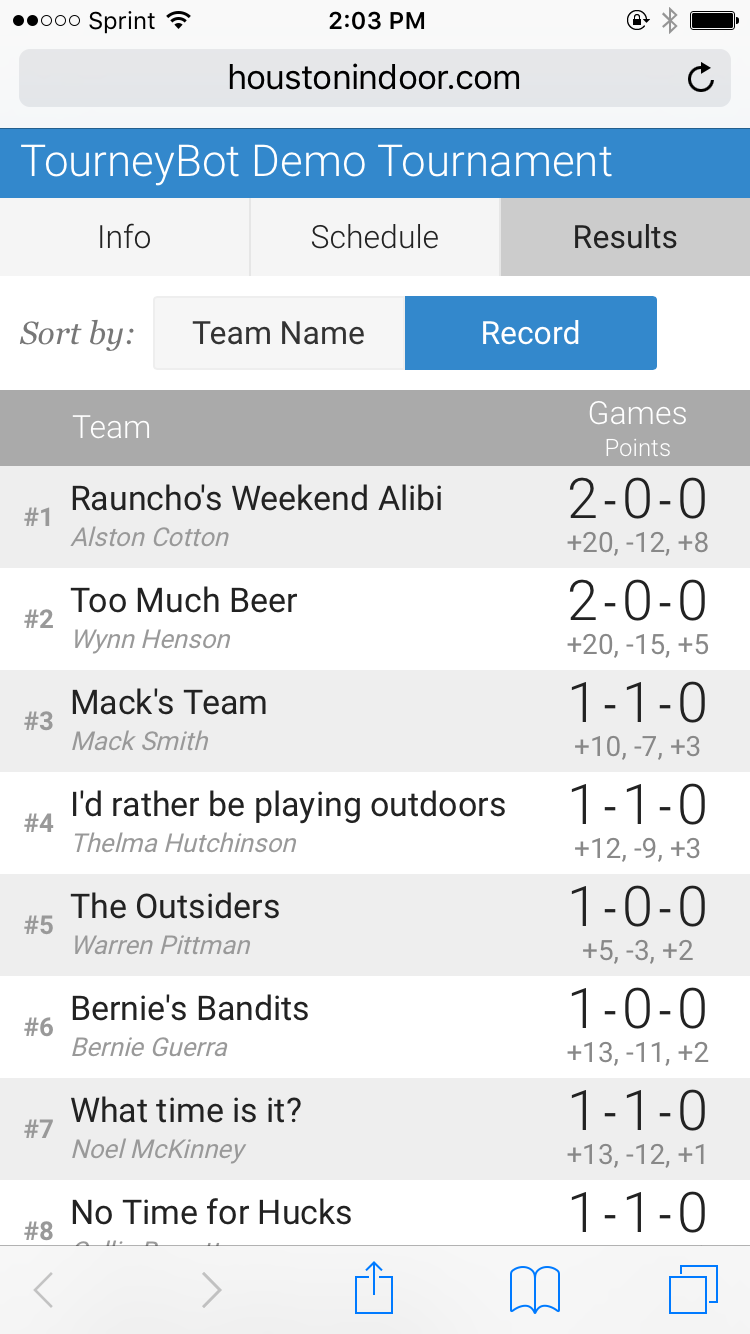 Sprint 2:03 PM
houstonindoor.com
TourneyBot Demo Tournament
Info Schedule Results
Sort by: Team Name Record
Team Games
Points
#1 Rauncho's Weekend Alibi 2-0-0
Alston Cotton +20, -12, +8
#2 Too Much Beer 2-0-0
Wynn Henson +20, -15, +5
#3 Mack's Team 1-1-0
Mack Smith +10, -7, +3
#4 I'd rather be playing outdoors 1-1-0
Thelma Hutchinson +12, -9, +3
#5 The Outsiders 1-0-0
Warren Pittman +5, -3, +2
#6 Bernie's Bandits 1-0-0
Bernie Guerra +13, -11, +2
#7 What time is it? 1-1-0
Noel McKinney +13, -12, +1
#8 No Time for Hucks 1-1-0